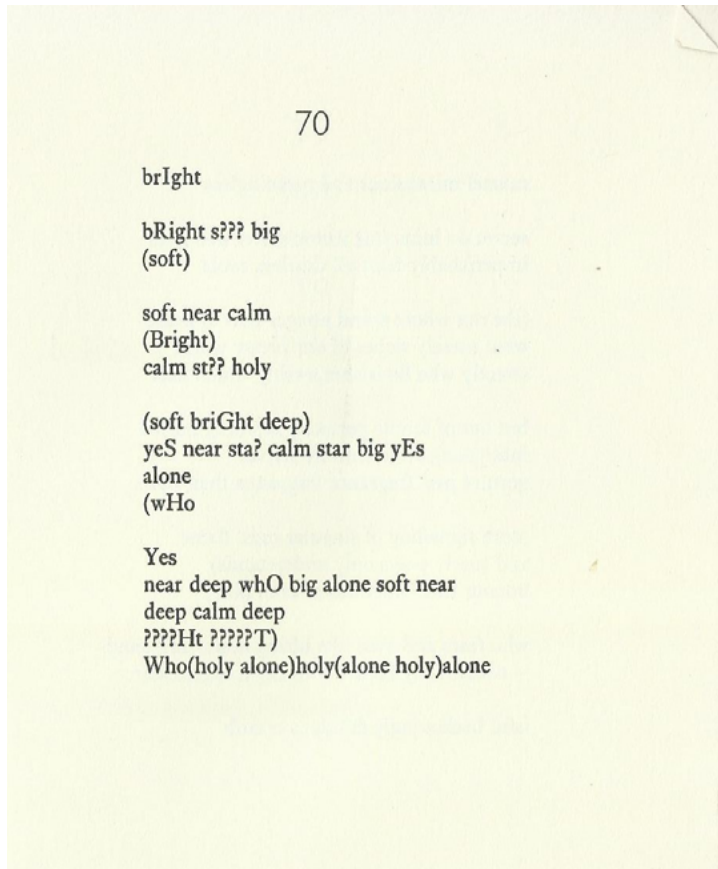 70
brIght
bRight s??? big
(soft)
soft near calm
(Bright)
calm st?? holy
(soft briGht deep)
yeS near sta? calm star big yEs
alone
(wHo
Yes
near deep whO big alone soft near
deep calm deep
????Ht ?????T)
Who(holy alone)holy(alone holy)alone